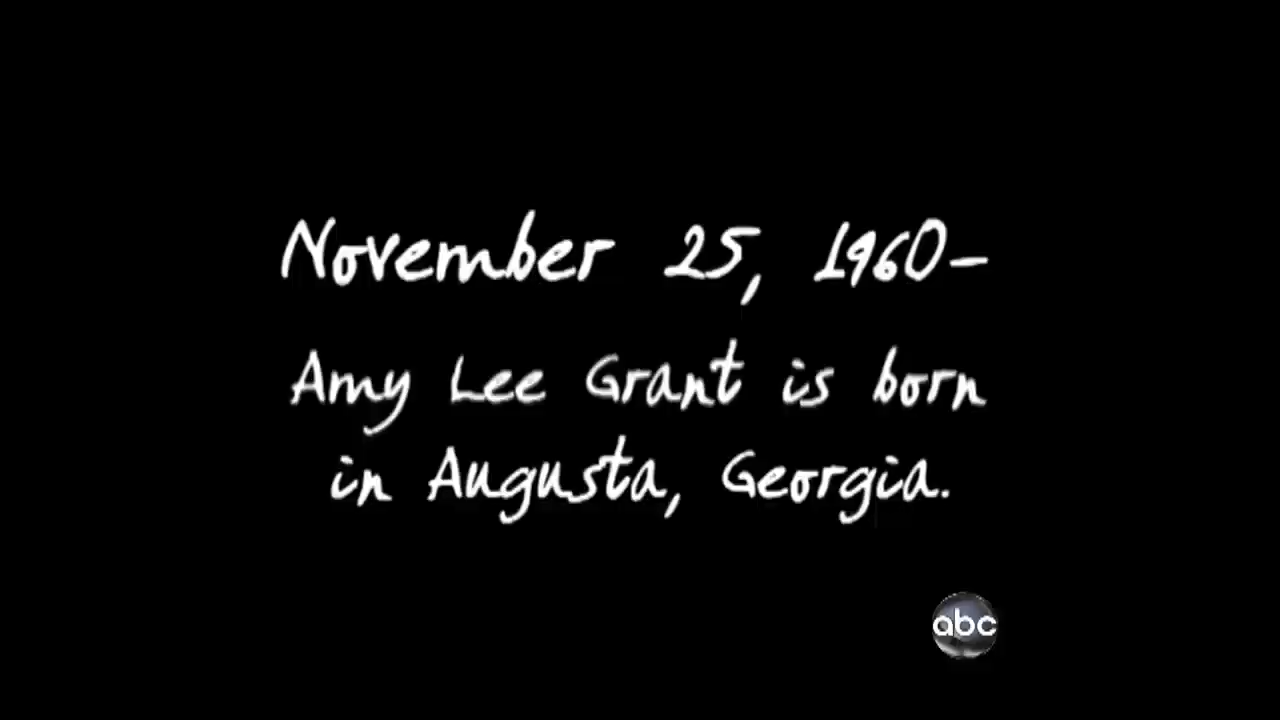 November 25, 1960-
Amy Lee Grant is born
in Augusta, Georgia.
abc